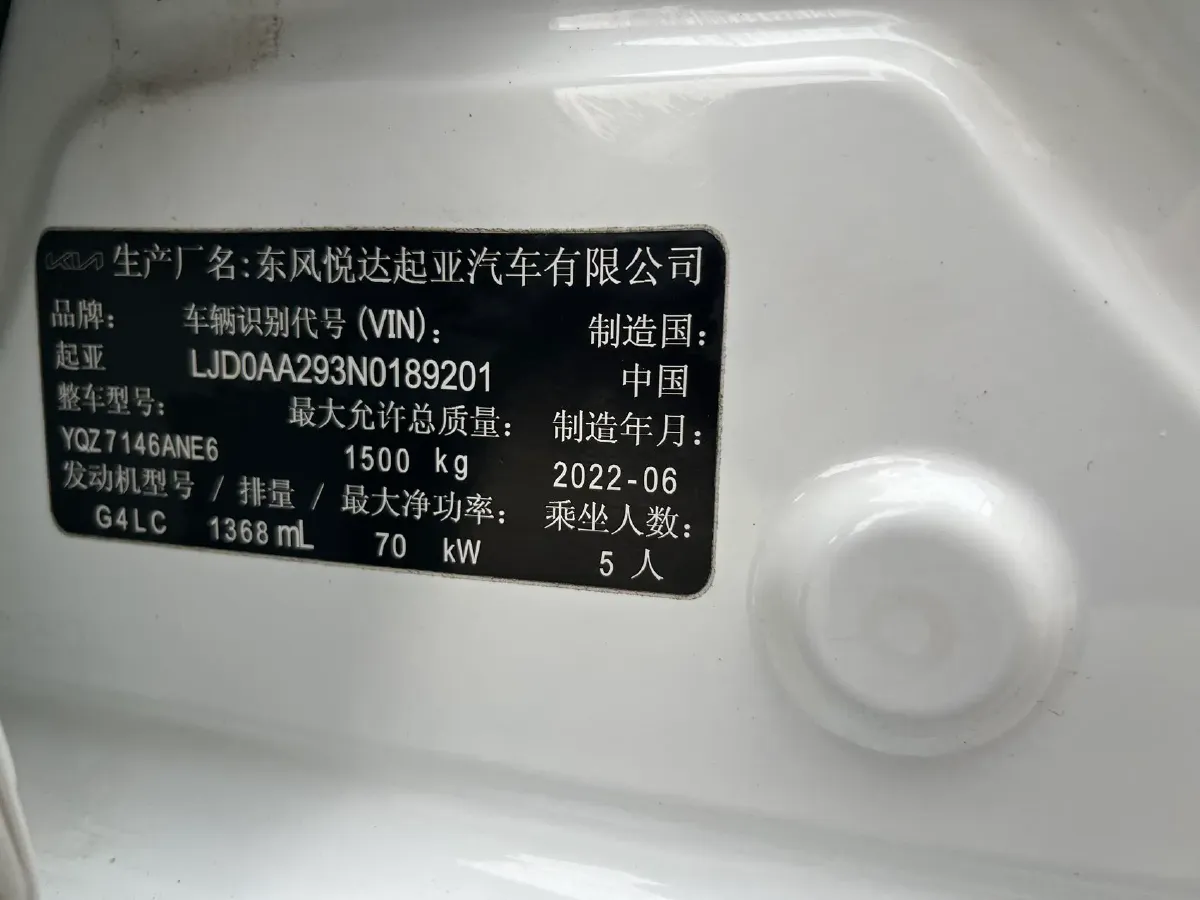 KIA 生产厂名:东风悦达起亚汽车有限公司
品牌: 车辆识别代号(VIN): 制造国:
起亚 LJD0AA293N0189201 中国
整车型号: 最大允许总质量: 制造年月:
YQZ7146ANE6 1500 kg 2022-06
发动机型号 / 排量 / 最大净功率: 乘坐人数:
G4LC 1368 mL 70 kW 5 人